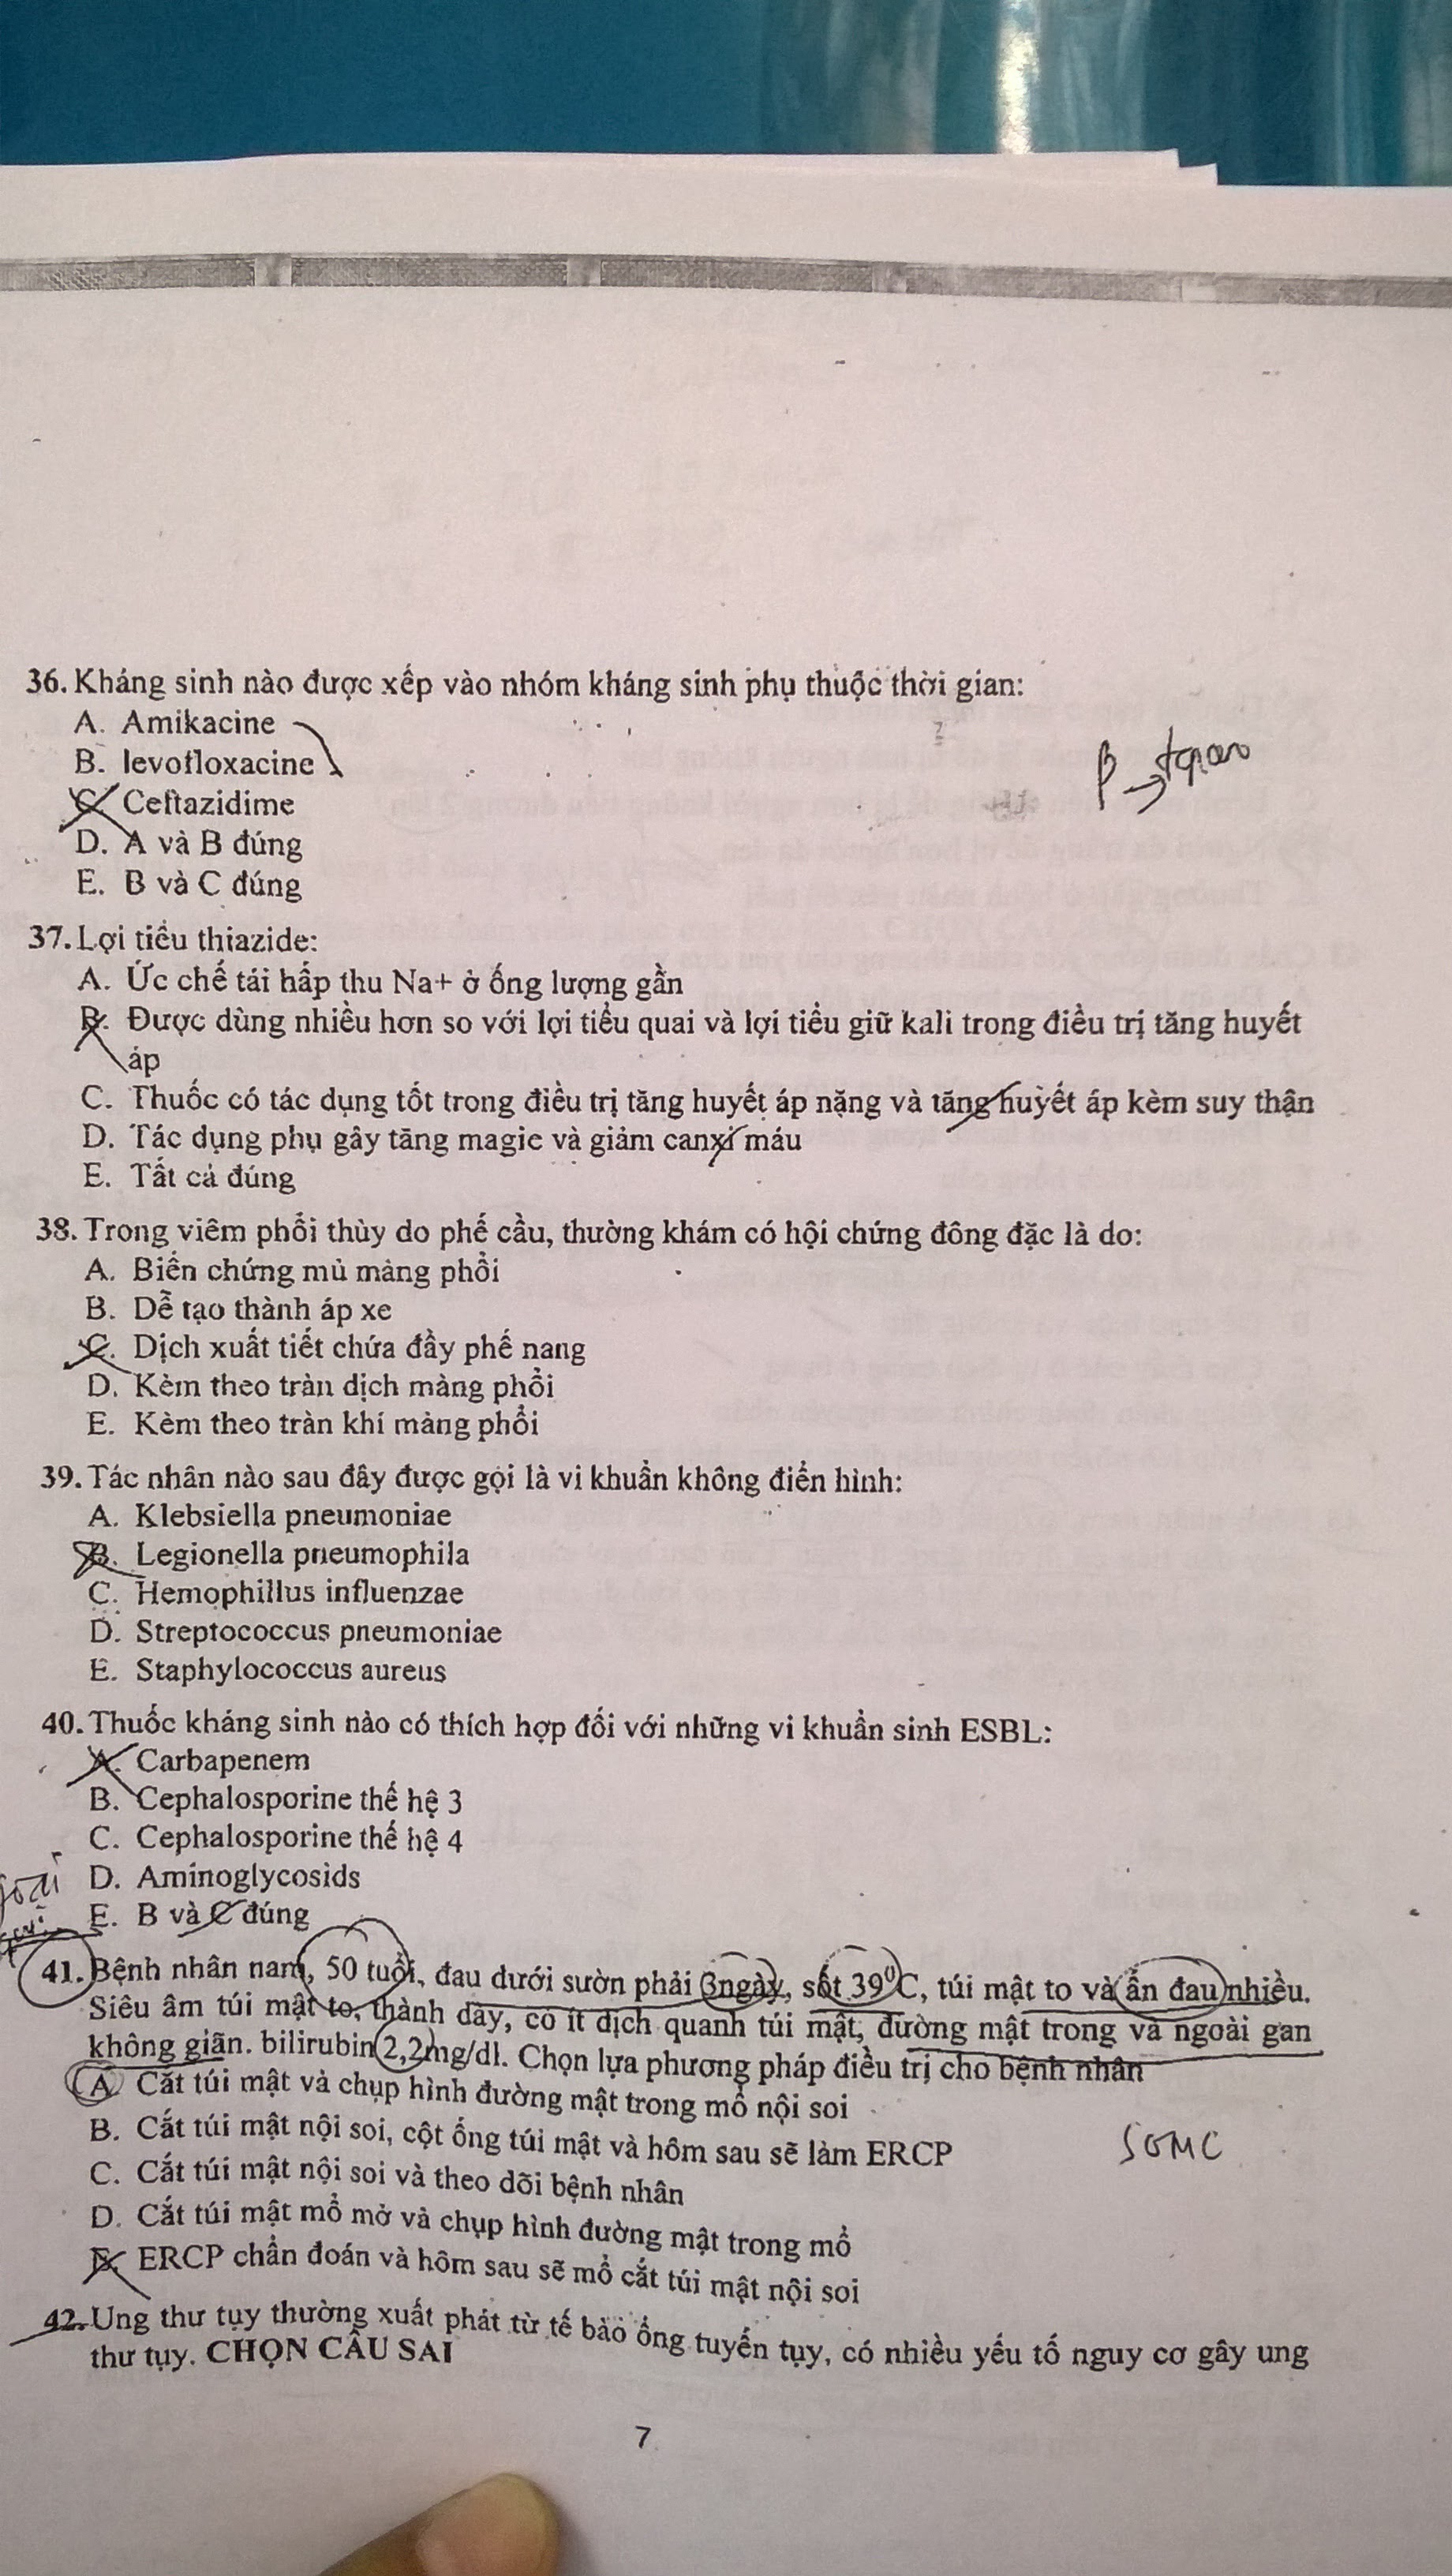 36. Kháng sinh nào được xếp vào nhóm kháng sinh phụ thuộc thời gian:
A. Amikacine
B. levofloxacine
C. Ceftazidime
D. A và B đúng
E. B và C đúng
β → tgian
37. Lợi tiểu thiazide:
A. Ức chế tái hấp thu Na+ ở ống lượng gần
B. Được dùng nhiều hơn so với lợi tiểu quai và lợi tiểu giữ kali trong điều trị tăng huyết
áp
C. Thuốc có tác dụng tốt trong điều trị tăng huyết áp nặng và tăng huyết áp kèm suy thận
D. Tác dụng phụ gây tăng magie và giảm canxi máu
E. Tất cả đúng
38. Trong viêm phổi thùy do phế cầu, thường khám có hội chứng đông đặc là do:
A. Biến chứng mủ màng phổi
B. Dễ tạo thành áp xe
C. Dịch xuất tiết chứa đầy phế nang
D. Kèm theo tràn dịch màng phổi
E. Kèm theo tràn khí màng phổi
39. Tác nhân nào sau đây được gọi là vi khuẩn không điển hình:
A. Klebsiella pneumoniae
B. Legionella pneumophila
C. Hemophillus influenzae
D. Streptococcus pneumoniae
E. Staphylococcus aureus
40. Thuốc kháng sinh nào có thích hợp đối với những vi khuẩn sinh ESBL:
A. Carbapenem
B. Cephalosporine thế hệ 3
C. Cephalosporine thế hệ 4
D. Aminoglycosids
E. B và C đúng
41. Bệnh nhân nam, 50 tuổi, đau dưới sườn phải 3ngày, sốt 39⁰C, túi mật to và ấn đau nhiều.
Siêu âm túi mật to, thành dày, có ít dịch quanh túi mật, đường mật trong và ngoài gan
không giãn. bilirubin 2,2mg/dl. Chọn lựa phương pháp điều trị cho bệnh nhân
A. Cắt túi mật và chụp hình đường mật trong mổ nội soi
B. Cắt túi mật nội soi, cột ống túi mật và hôm sau sẽ làm ERCP
C. Cắt túi mật nội soi và theo dõi bệnh nhân
D. Cắt túi mật mổ mở và chụp hình đường mật trong mổ
E. ERCP chẩn đoán và hôm sau sẽ mổ cắt túi mật nội soi
SOMC
42. Ung thư tụy thường xuất phát từ tế bào ống tuyến tụy, có nhiều yếu tố nguy cơ gây ung
thư tụy. CHỌN CÂU SAI
7